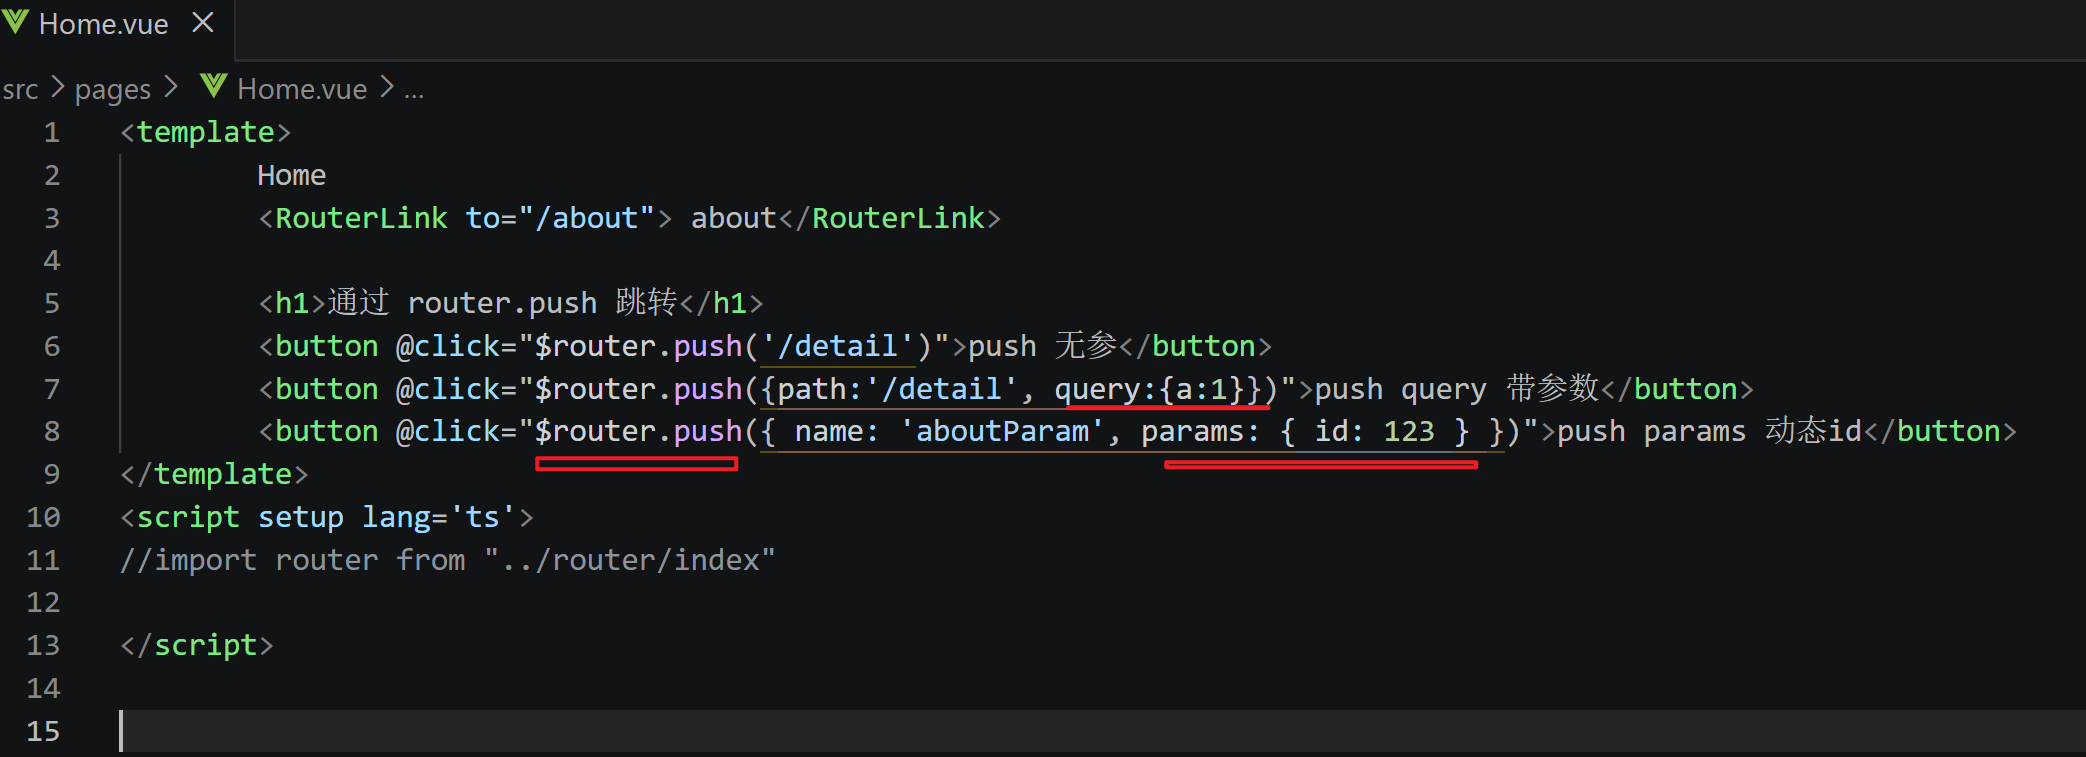 Home.vue
src > pages > Home.vue > ...
1 <template>
2 Home
3 <RouterLink to="/about"> about</RouterLink>
4
5 <h1>通过 router.push 跳转</h1>
6 <button @click="$router.push('/detail')">push 无参</button>
7 <button @click="$router.push({path:'/detail', query:{a:1}})">push query 带参数</button>
8 <button @click="$router.push({ name: 'aboutParam', params: { id: 123 } })">push params 动态id</button>
9 </template>
10 <script setup lang='ts'>
11 //import router from "../router/index"
12
13 </script>
14
15